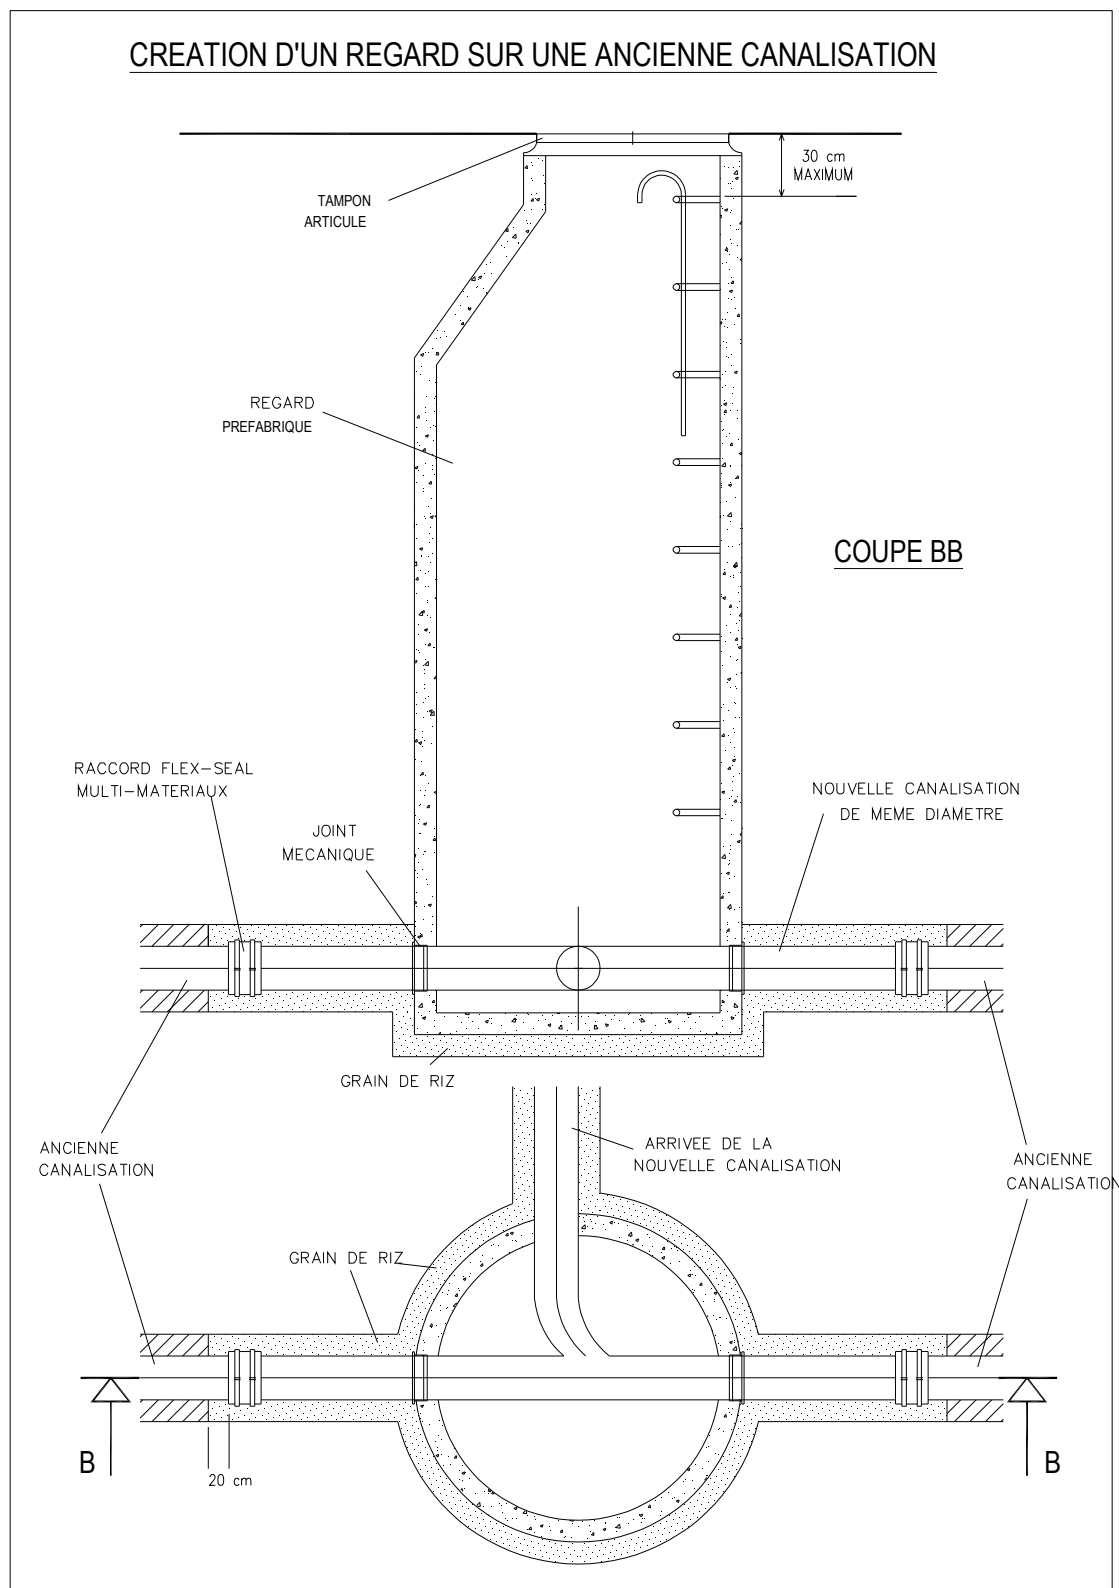 CREATION D'UN REGARD SUR UNE ANCIENNE CANALISATION
30 cm
MAXIMUM
TAMPON
ARTICULE
REGARD
PREFABRIQUE
COUPE BB
RACCORD FLEX-SEAL
MULTI-MATERIAUX
NOUVELLE CANALISATION
DE MEME DIAMETRE
JOINT
MECANIQUE
GRAIN DE RIZ
ANCIENNE
CANALISATION
ARRIVEE DE LA
NOUVELLE CANALISATION
ANCIENNE
CANALISATION
GRAIN DE RIZ
B
B
20 cm